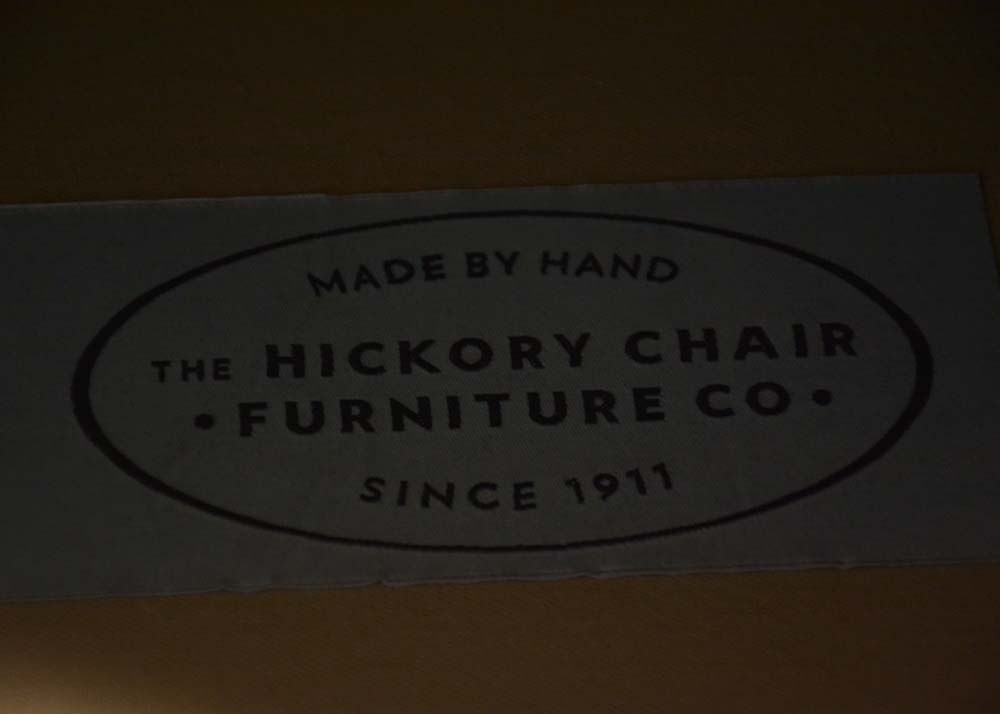 MADE BY HAND
THE HICKORY CHAIR
• FURNITURE CO •
SINCE 1911